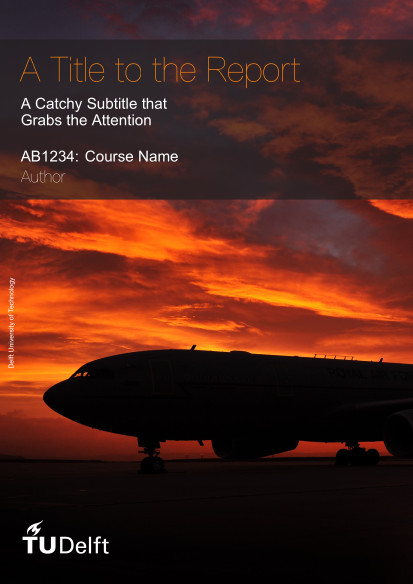 A Title to the Report
A Catchy Subtitle that
Grabs the Attention
AB1234: Course Name
Author
Delft University of Technology
TUDelft